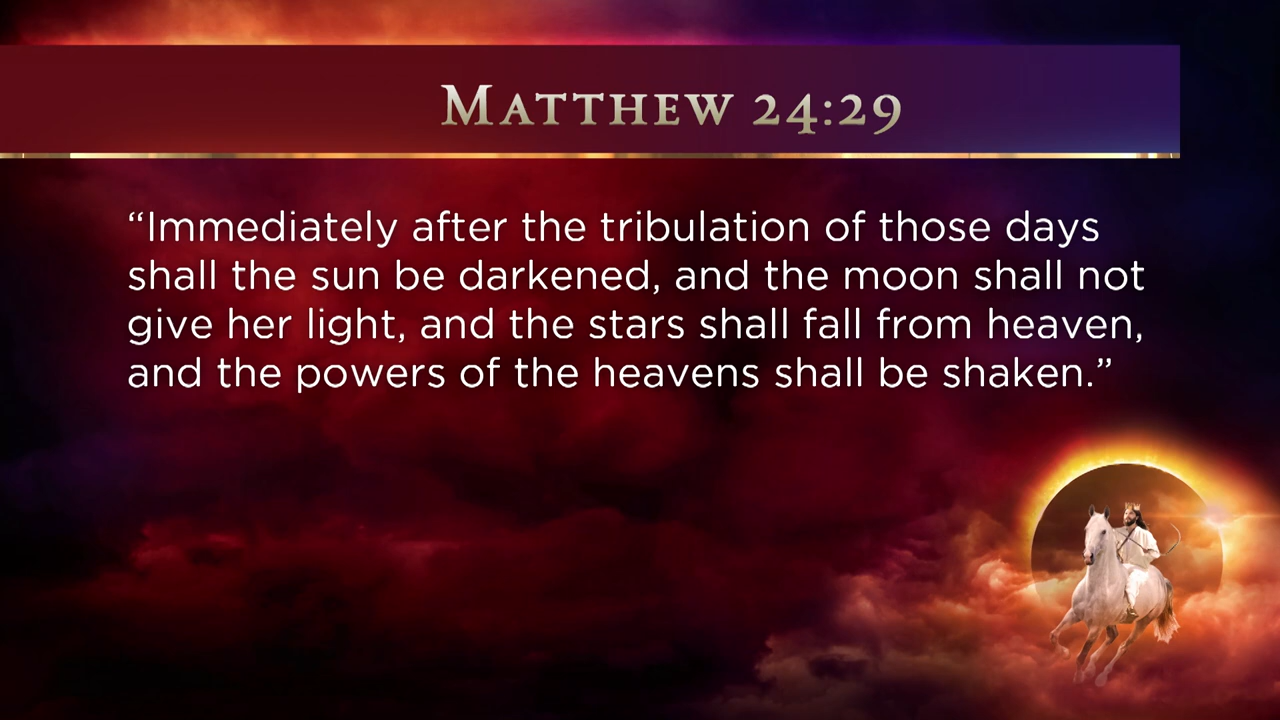 Matthew 24:29
“Immediately after the tribulation of those days
shall the sun be darkened, and the moon shall not
give her light, and the stars shall fall from heaven,
and the powers of the heavens shall be shaken.”